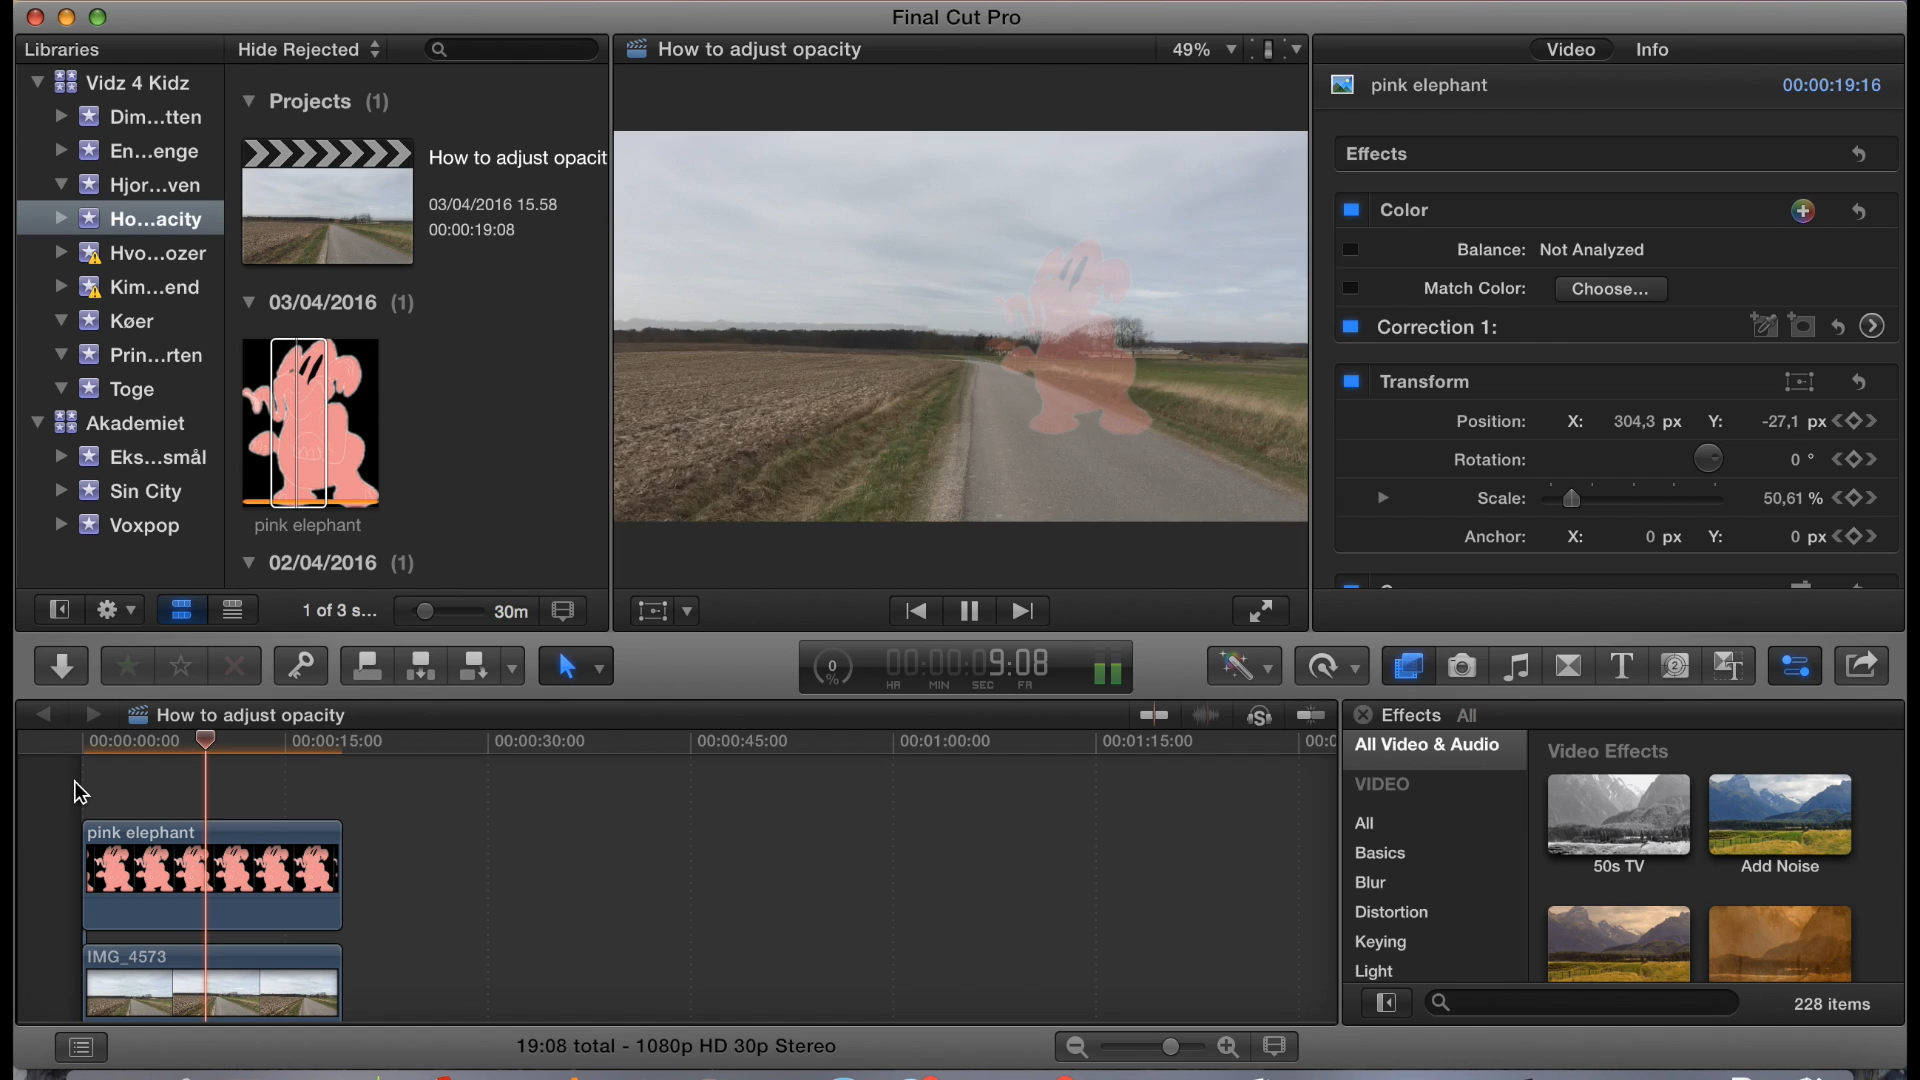 Final Cut Pro
Libraries
Hide Rejected
How to adjust opacity
49%
Video
Info
Vidz 4 Kidz
Dim...tten
En...enge
Hjor...ven
Ho...acity
Hvo...ozer
Kim...end
Køer
Prin...rten
Toge
Akademiet
Eks...smål
Sin City
Voxpop
Projects (1)
How to adjust opacit
03/04/2016 15.58
00:00:19:08
03/04/2016 (1)
pink elephant
02/04/2016 (1)
pink elephant
00:00:19:16
Effects
Color
Balance: Not Analyzed
Match Color: Choose...
Correction 1:
Transform
Position: X: 304,3 px Y: -27,1 px
Rotation: 0 °
Scale: 50,61 %
Anchor: X: 0 px Y: 0 px
1 of 3 s...
30m
0
%
00:00:09:08
HR MIN SEC FR
How to adjust opacity
00:00:00:00
00:00:15:00
00:00:30:00
00:00:45:00
00:01:00:00
00:01:15:00
00:0
pink elephant
IMG_4573
Effects All
All Video & Audio
VIDEO
All
Basics
Blur
Distortion
Keying
Light
Video Effects
50s TV
Add Noise
228 items
19:08 total - 1080p HD 30p Stereo